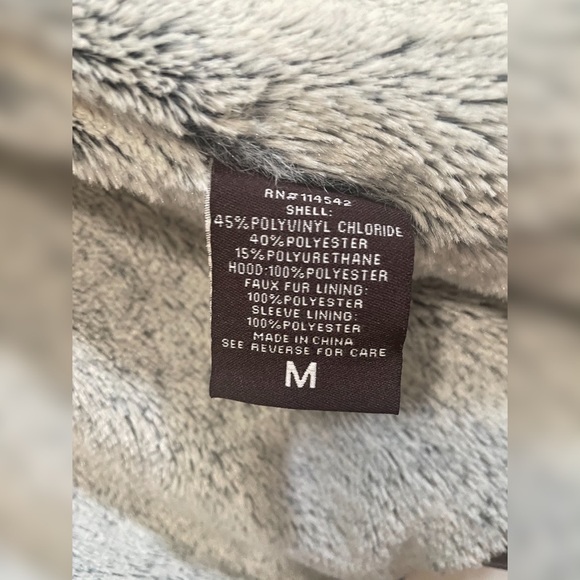 RN#114542
SHELL:
45%POLYVINYL CHLORIDE
40%POLYESTER
15%POLYURETHANE
HOOD:100%POLYESTER
FAUX FUR LINING:
100%POLYESTER
SLEEVE LINING:
100%POLYESTER
MADE IN CHINA
SEE REVERSE FOR CARE
M